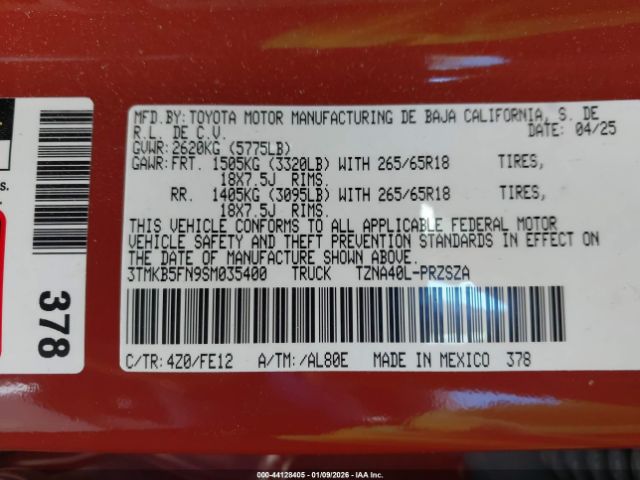 MFD.BY:TOYOTA MOTOR MANUFACTURING DE BAJA CALIFORNIA, S. DE
R.L. DE C.V. DATE: 04/25
GVWR: 2620KG (5775LB)
GAWR:FRT. 1505KG (3320LB) WITH 265/65R18 TIRES,
18X7.5J RIMS.
RR. 1405KG (3095LB) WITH 265/65R18 TIRES,
18X7.5J RIMS.
THIS VEHICLE CONFORMS TO ALL APPLICABLE FEDERAL MOTOR
VEHICLE SAFETY AND THEFT PREVENTION STANDARDS IN EFFECT ON
THE DATE OF MANUFACTURE SHOWN ABOVE.
3TMKB5FN9SM035400 TRUCK TZNA40L-PRZSZA
C/TR:4Z0/FE12 A/TM:/AL80E MADE IN MEXICO 378
378
s.
000-44128405 | 01/09/2026 - IAAI.COM